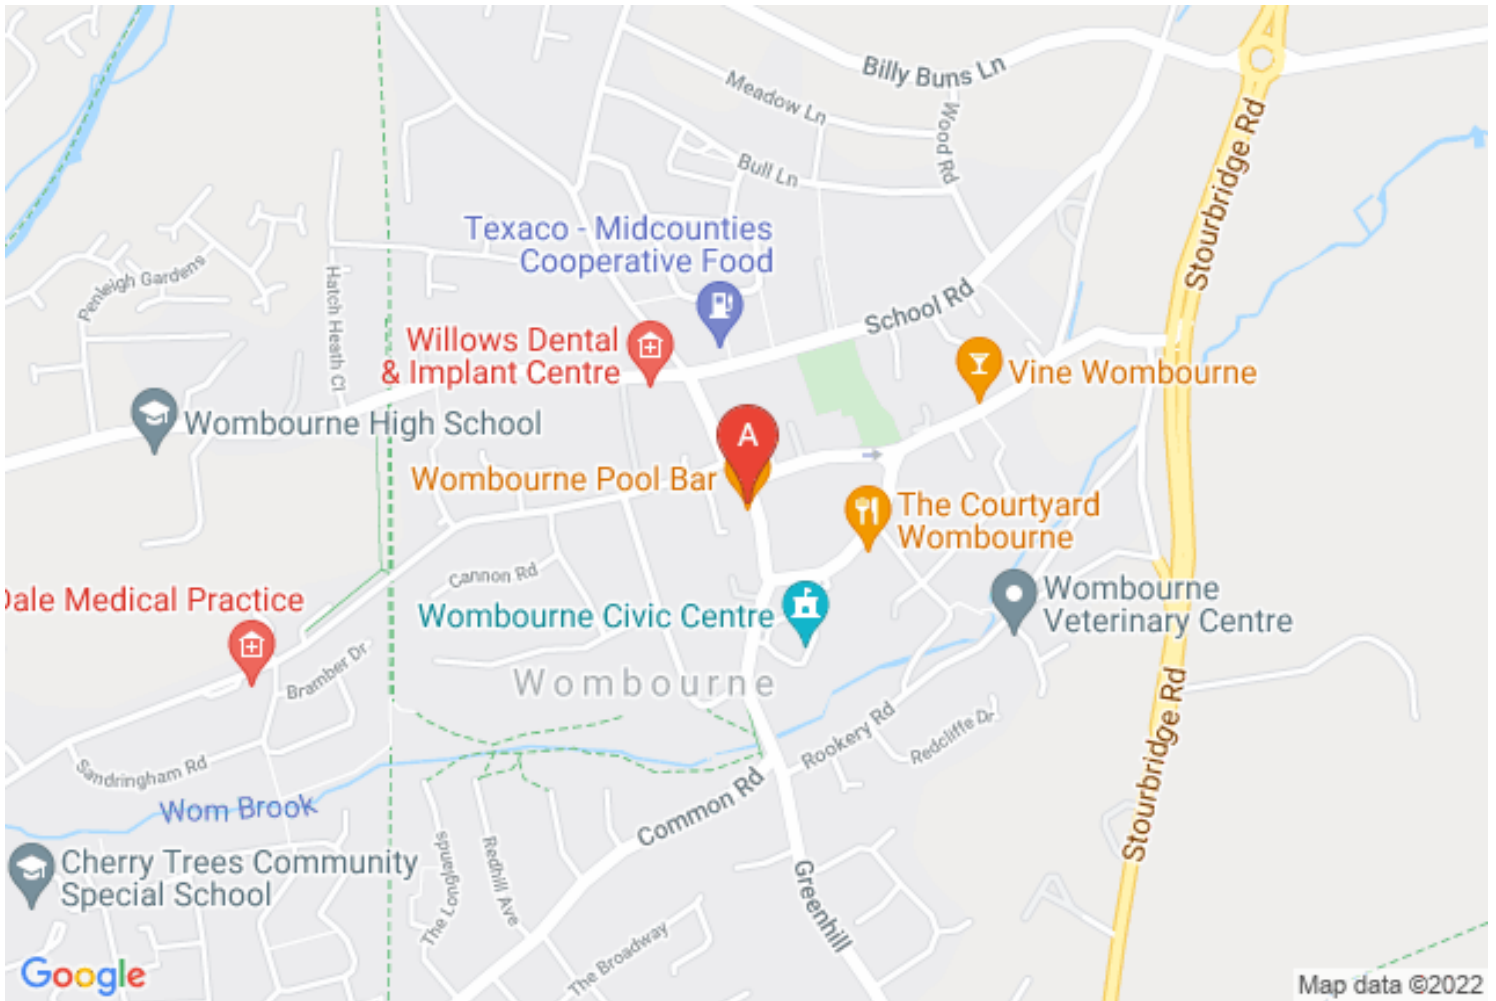 Billy Buns Ln
Meadow Ln
Wood Rd
Stourbridge Rd
Bull Ln
Texaco - Midcounties
Cooperative Food
Penleigh Gardens
Hatch Heath Cl
School Rd
Willows Dental
& Implant Centre
Vine Wombourne
Wombourne High School
A
Wombourne Pool Bar
The Courtyard
Wombourne
Cannon Rd
Dale Medical Practice
Wombourne Civic Centre
Wombourne
Veterinary Centre
Bramber Dr
Wombourne
Stourbridge Rd
Rookery Rd
Redcliffe Dr
Sandringham Rd
Wom Brook
Common Rd
Cherry Trees Community
Special School
The Longlands
Redhill Ave
Greenhill
The Broadway
Google
Map data ©2022